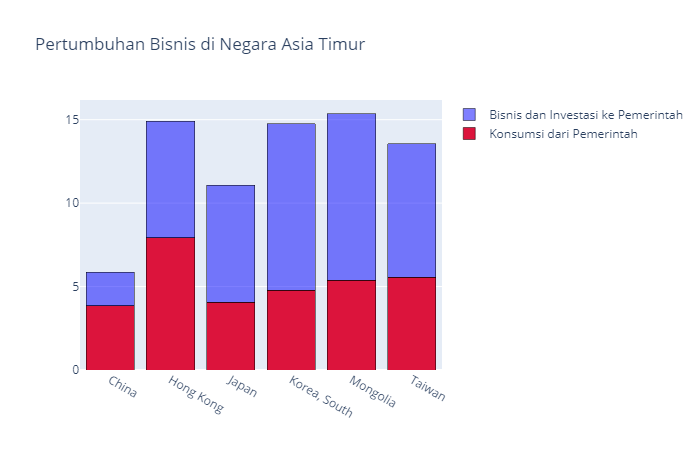 Pertumbuhan Bisnis di Negara Asia Timur
Bisnis dan Investasi ke Pemerintah
Konsumsi dari Pemerintah
15
10
5
0
China
Hong Kong
Japan
Korea, South
Mongolia
Taiwan